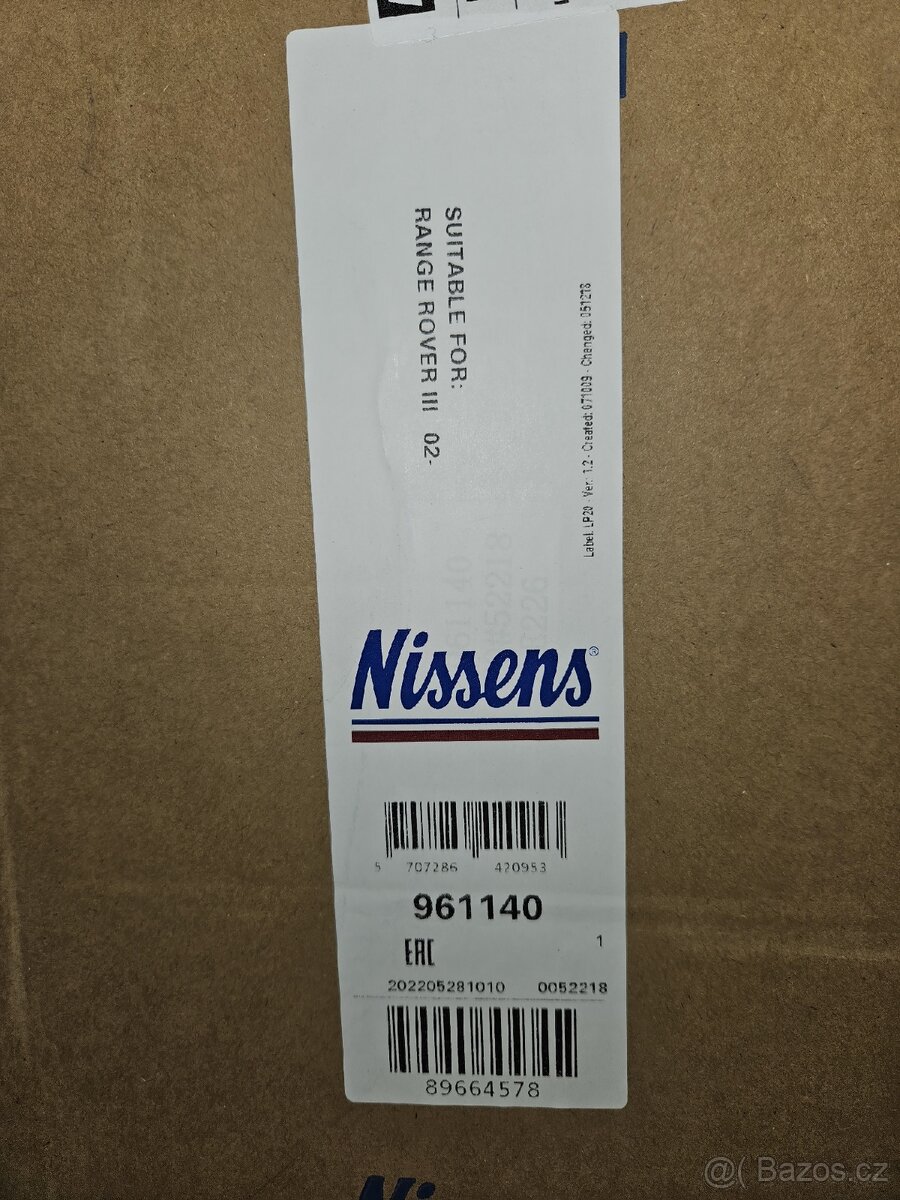 SUITABLE FOR:
RANGE ROVER III 02-
Label: LP20 - Ver.: 1.2 - Created: 071009 - Changed: 051218
Nissens®
5 707286 420953
961140
EAC
1
202205281010 0052218
89664578
Nissens
@( Bazos.cz